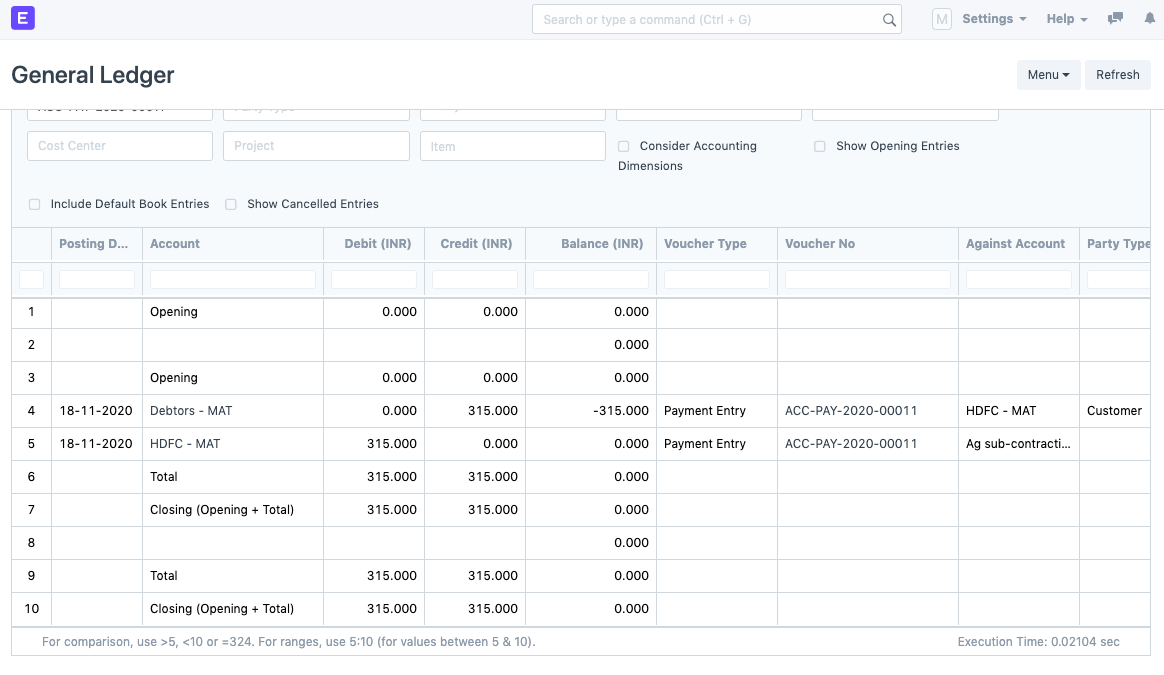 E
Search or type a command (Ctrl + G)
M Settings Help
General Ledger
Menu Refresh
Cost Center Project Item Consider Accounting Dimensions Show Opening Entries
Include Default Book Entries Show Cancelled Entries
Posting D... Account Debit (INR) Credit (INR) Balance (INR) Voucher Type Voucher No Against Account Party Type
1 Opening 0.000 0.000 0.000
2 0.000
3 Opening 0.000 0.000 0.000
4 18-11-2020 Debtors - MAT 0.000 315.000 -315.000 Payment Entry ACC-PAY-2020-00011 HDFC - MAT Customer
5 18-11-2020 HDFC - MAT 315.000 0.000 0.000 Payment Entry ACC-PAY-2020-00011 Ag sub-contracti...
6 Total 315.000 315.000 0.000
7 Closing (Opening + Total) 315.000 315.000 0.000
8 0.000
9 Total 315.000 315.000 0.000
10 Closing (Opening + Total) 315.000 315.000 0.000
For comparison, use >5, <10 or =324. For ranges, use 5:10 (for values between 5 & 10).
Execution Time: 0.02104 sec